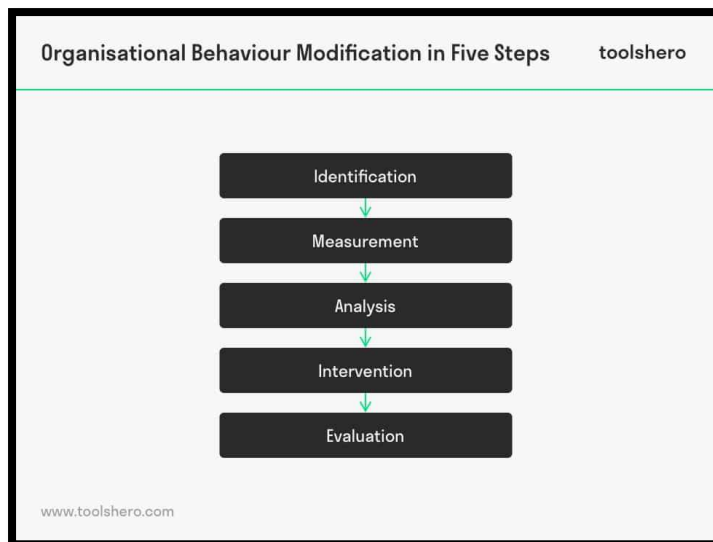 Organisational Behaviour Modification in Five Steps
toolshero
Identification
Measurement
Analysis
Intervention
Evaluation
www.toolshero.com